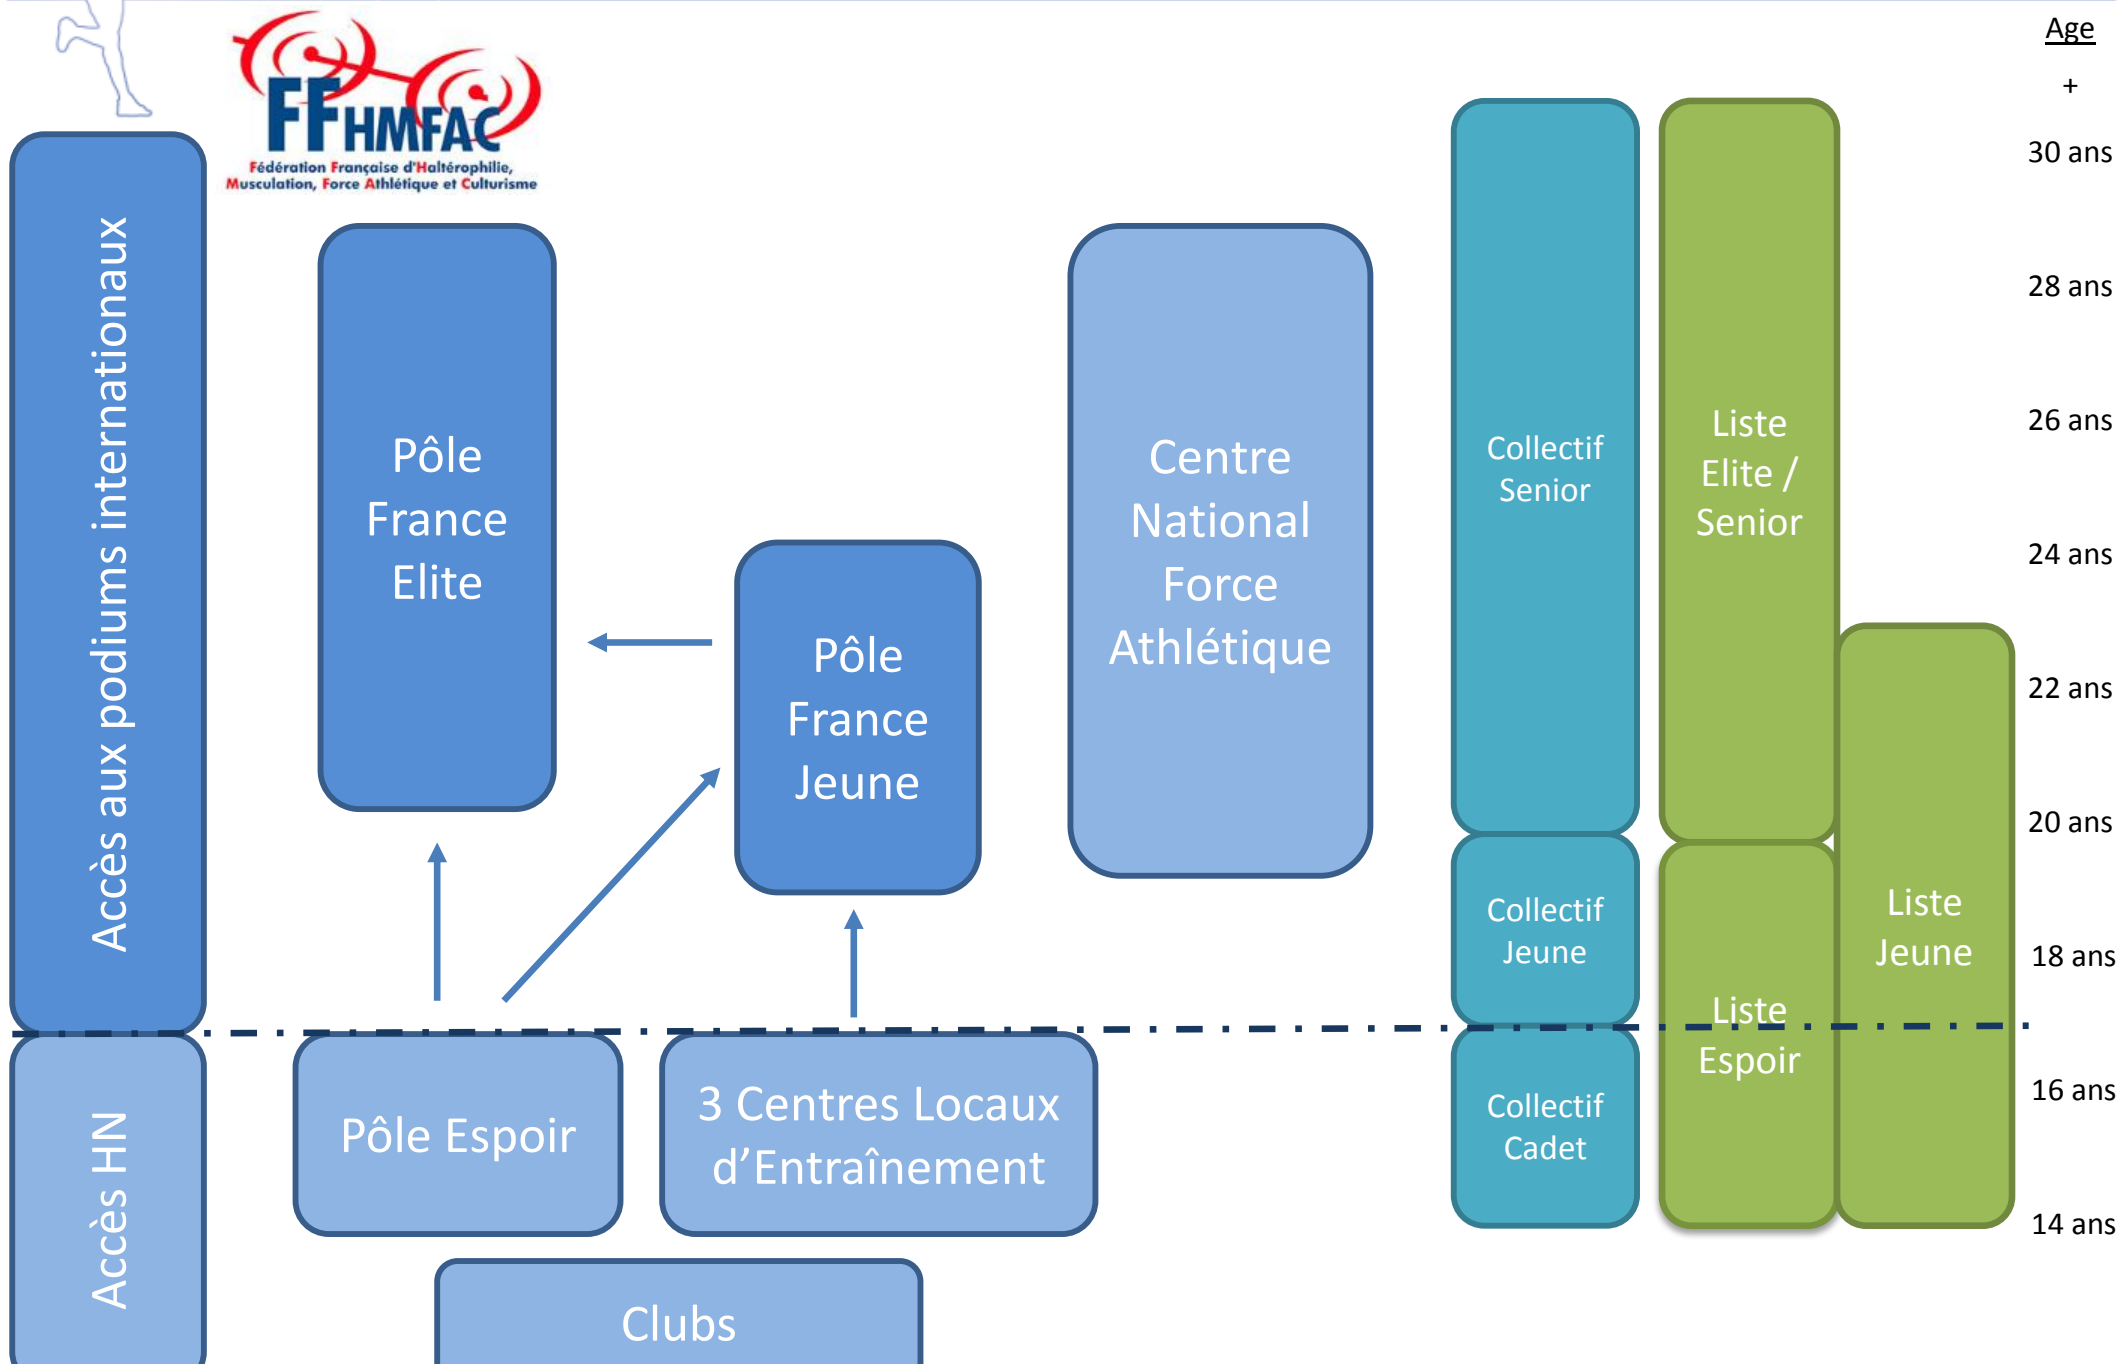 FFHMFAC
Fédération Française d'Haltérophilie,
Musculation, Force Athlétique et Culturisme
Accès aux podiums internationaux
Accès HN
Pôle
France
Elite
Pôle
France
Jeune
Centre
National
Force
Athlétique
Pôle Espoir
3 Centres Locaux
d’Entraînement
Clubs
Collectif
Senior
Collectif
Jeune
Collectif
Cadet
Liste
Elite /
Senior
Liste
Espoir
Liste
Jeune
Age
+
30 ans
28 ans
26 ans
24 ans
22 ans
20 ans
18 ans
16 ans
14 ans